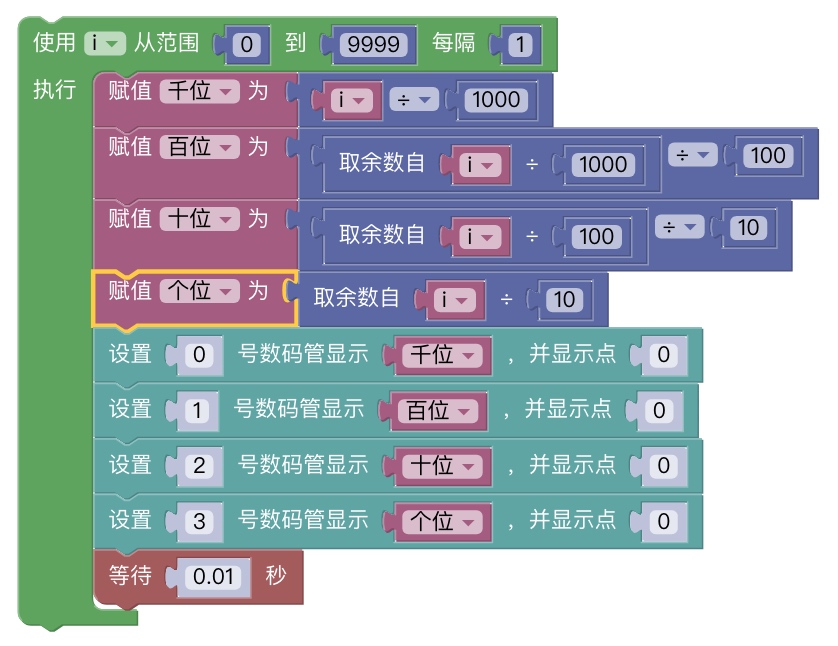 使用 i 从范围 0 到 9999 每隔 1
执行 赋值 千位 为 i ÷ 1000
赋值 百位 为 取余数自 i ÷ 1000 ÷ 100
赋值 十位 为 取余数自 i ÷ 100 ÷ 10
赋值 个位 为 取余数自 i ÷ 10
设置 0 号数码管显示 千位 ，并显示点 0
设置 1 号数码管显示 百位 ，并显示点 0
设置 2 号数码管显示 十位 ，并显示点 0
设置 3 号数码管显示 个位 ，并显示点 0
等待 0.01 秒